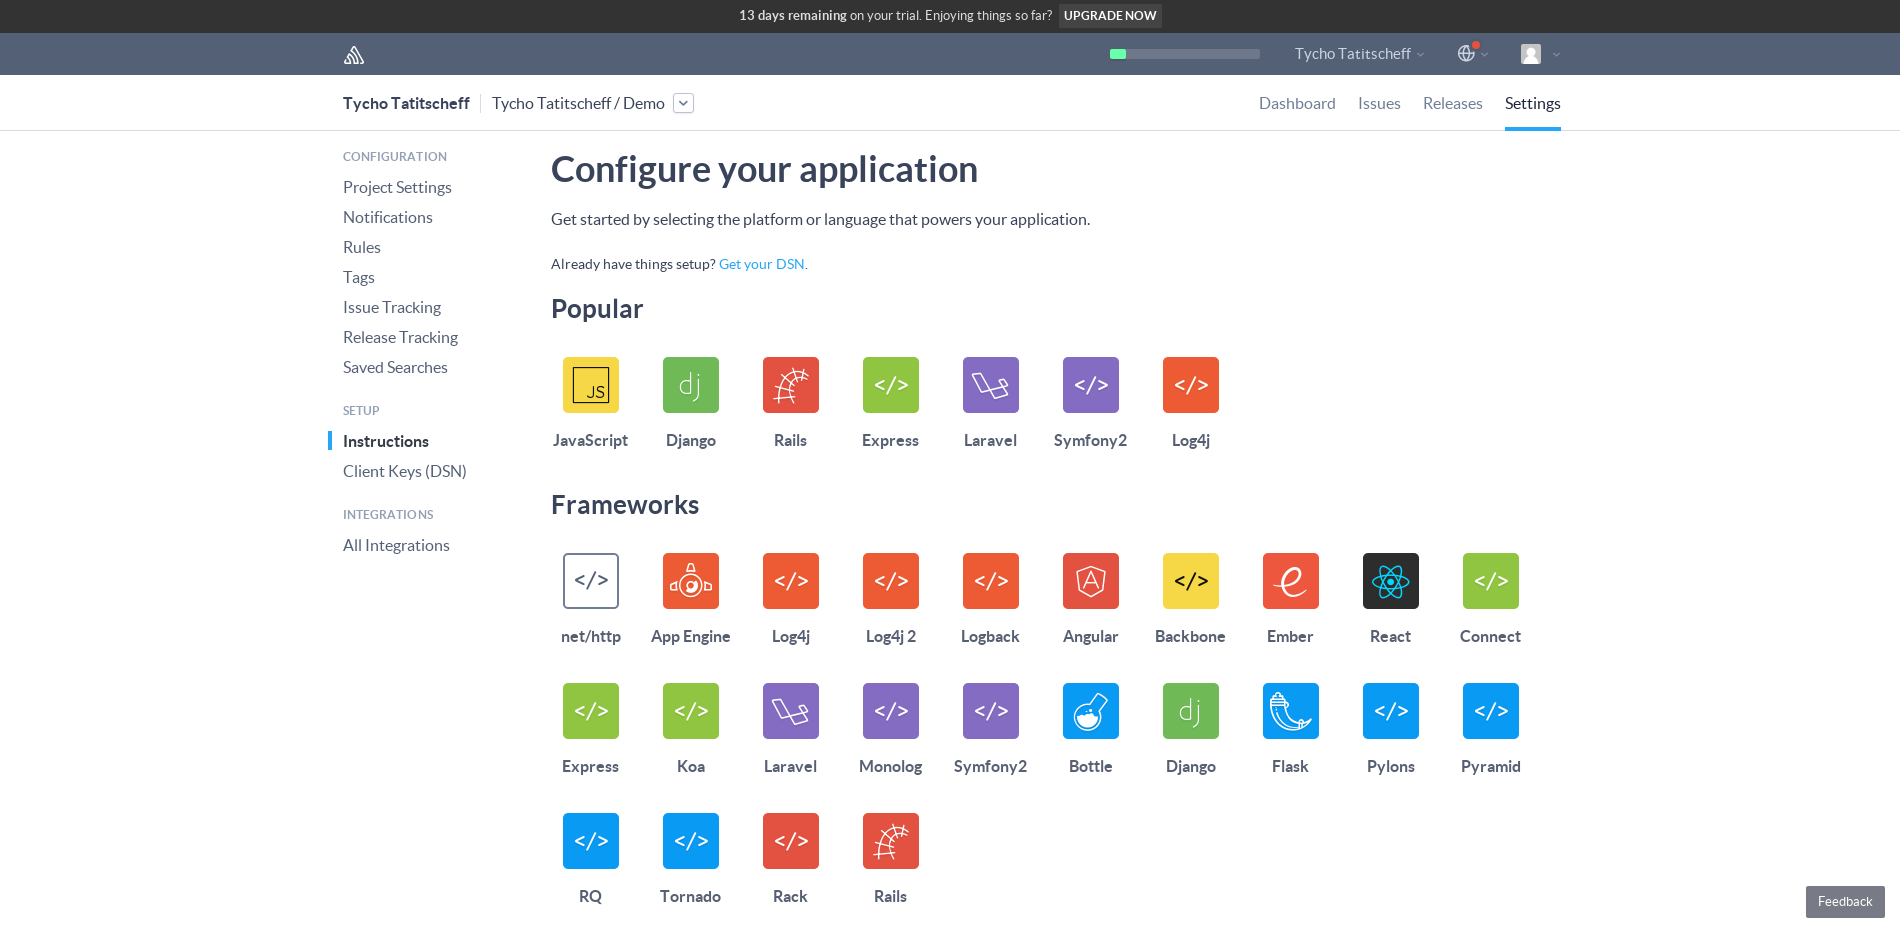 13 days remaining on your trial. Enjoying things so far? UPGRADE NOW
Tycho Tatitscheff
Tycho Tatitscheff Tycho Tatitscheff / Demo
Dashboard Issues Releases Settings
CONFIGURATION
Project Settings
Notifications
Rules
Tags
Issue Tracking
Release Tracking
Saved Searches
SETUP
Instructions
Client Keys (DSN)
INTEGRATIONS
All Integrations
Configure your application
Get started by selecting the platform or language that powers your application.
Already have things setup? Get your DSN.
Popular
JS dj </> </> </>
JavaScript Django Rails Express Laravel Symfony2 Log4j
Frameworks
</> </> </> </> </> </>
net/http App Engine Log4j Log4j 2 Logback Angular Backbone Ember React Connect
</> </> </> </> dj </> </>
Express Koa Laravel Monolog Symfony2 Bottle Django Flask Pylons Pyramid
</> </> </>
RQ Tornado Rack Rails
Feedback